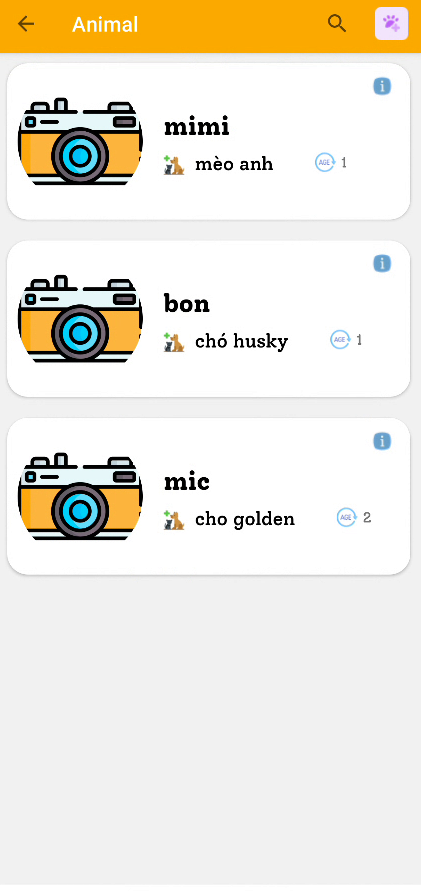 Animal
i
mimi
mèo anh AGE 1
i
bon
chó husky AGE 1
i
mic
cho golden AGE 2